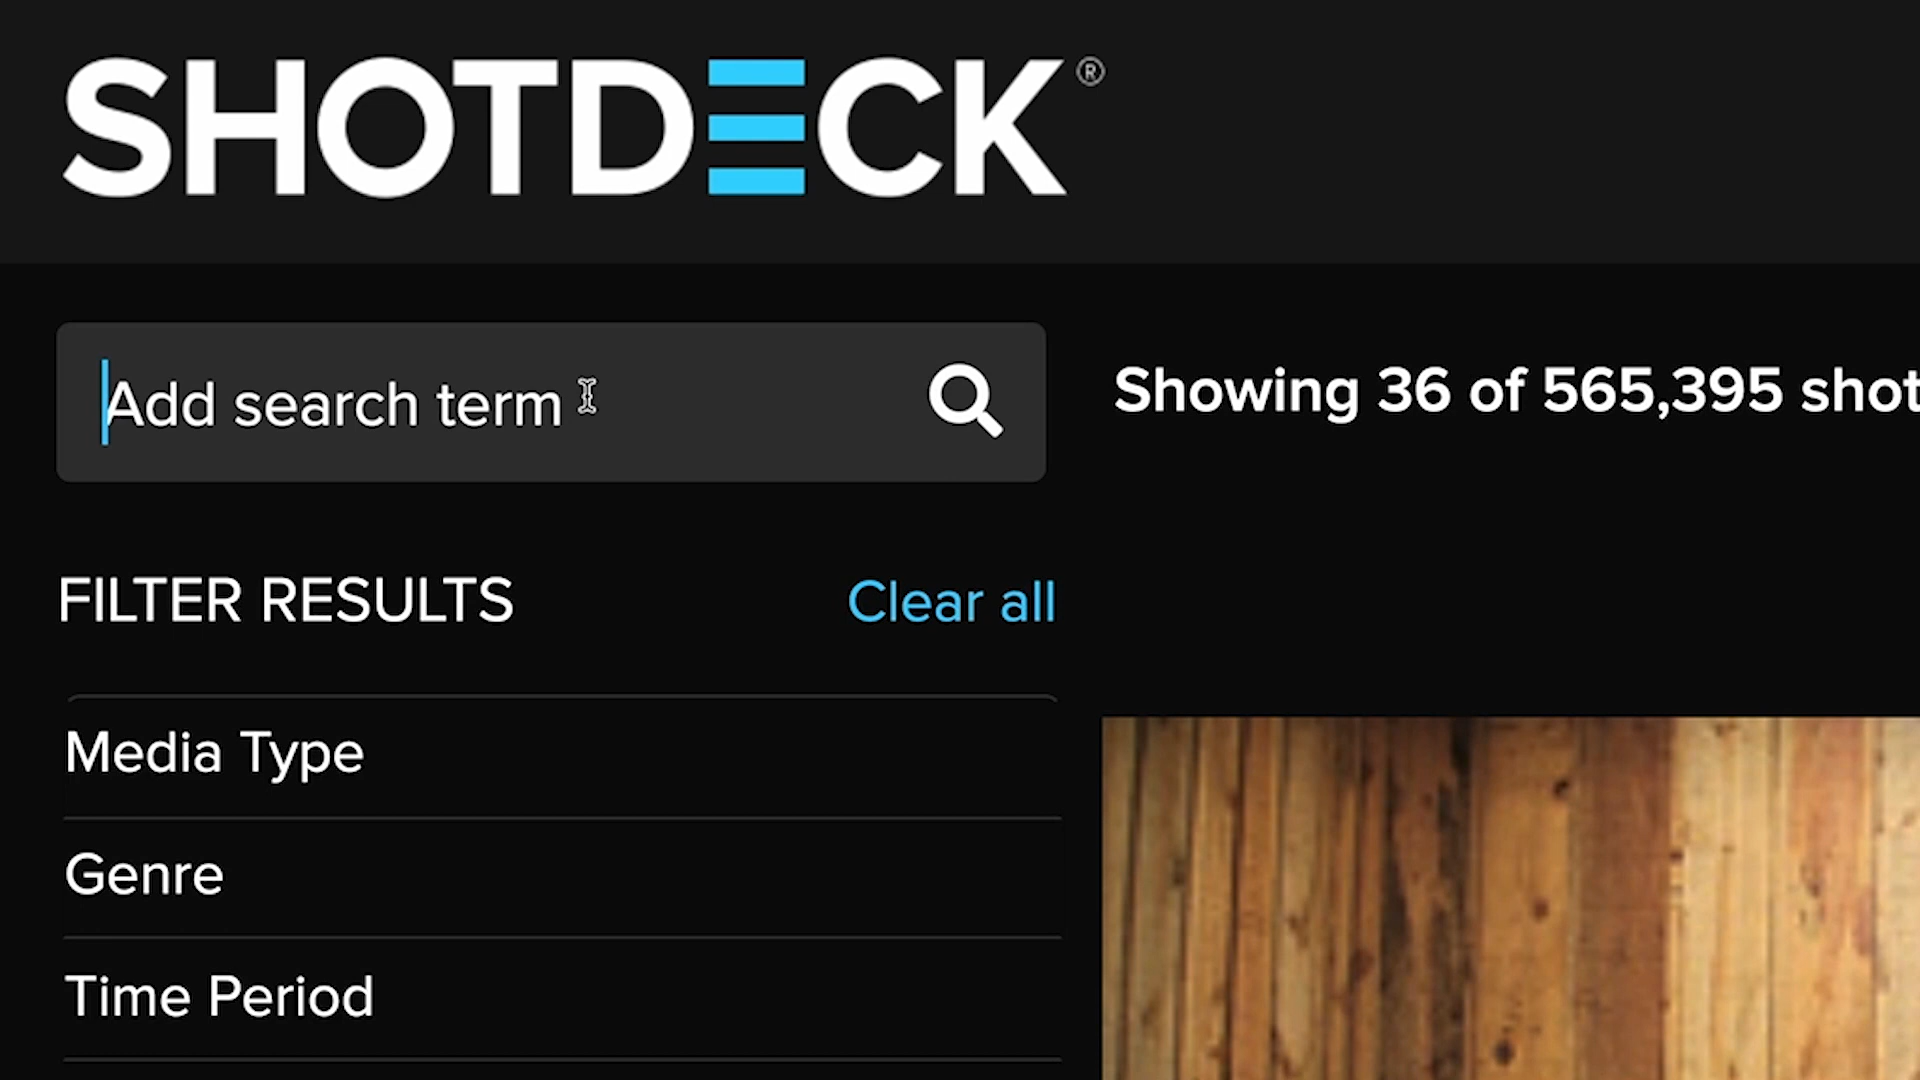 SHOTDECK®
Add search term
Showing 36 of 565,395 shot
FILTER RESULTS
Clear all
Media Type
Genre
Time Period